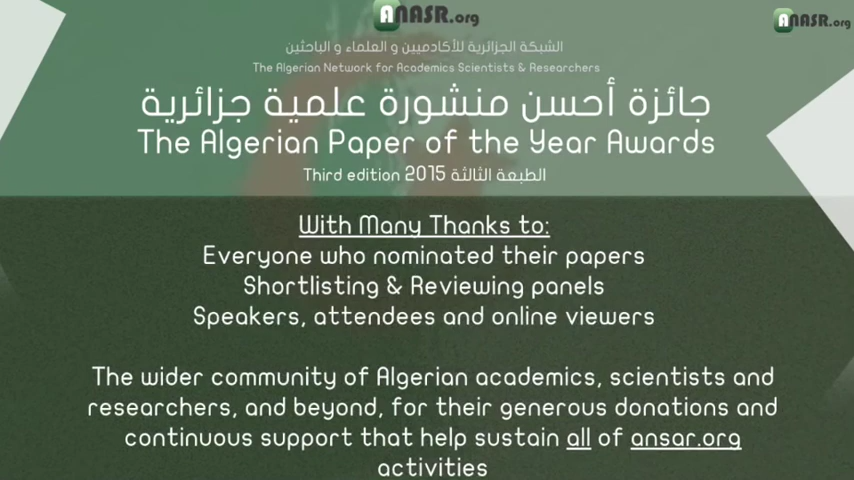 ANASR.org
ANASR.org
الشبكة الجزائرية للأكادميين و العلماء و الباحثين
The Algerian Network for Academics Scientists & Researchers
جائزة أحسن منشورة علمية جزائرية
The Algerian Paper of the Year Awards
Third edition 2015 الطبعة الثالثة
With Many Thanks to:
Everyone who nominated their papers
Shortlisting & Reviewing panels
Speakers, attendees and online viewers
The wider community of Algerian academics, scientists and
researchers, and beyond, for their generous donations and
continuous support that help sustain all of ansar.org
activities